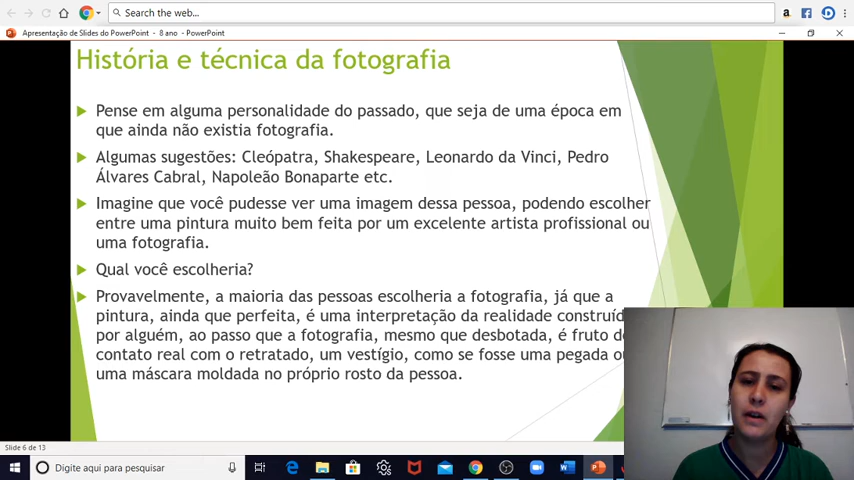 Search the web...
Apresentação de Slides do PowerPoint - 8 ano - PowerPoint
História e técnica da fotografia
Pense em alguma personalidade do passado, que seja de uma época em
que ainda não existia fotografia.
Algumas sugestões: Cleópatra, Shakespeare, Leonardo da Vinci, Pedro
Álvares Cabral, Napoleão Bonaparte etc.
Imagine que você pudesse ver uma imagem dessa pessoa, podendo escolher
entre uma pintura muito bem feita por um excelente artista profissional ou
uma fotografia.
Qual você escolheria?
Provavelmente, a maioria das pessoas escolheria a fotografia, já que a
pintura, ainda que perfeita, é uma interpretação da realidade
por alguém, ao passo que a fotografia, mesmo que desbotada, é fruto
contato real com o retratado, um vestígio, como se fosse uma pegada
uma máscara moldada no próprio rosto da pessoa.
Slide 6 de 13
Digite aqui para pesquisar